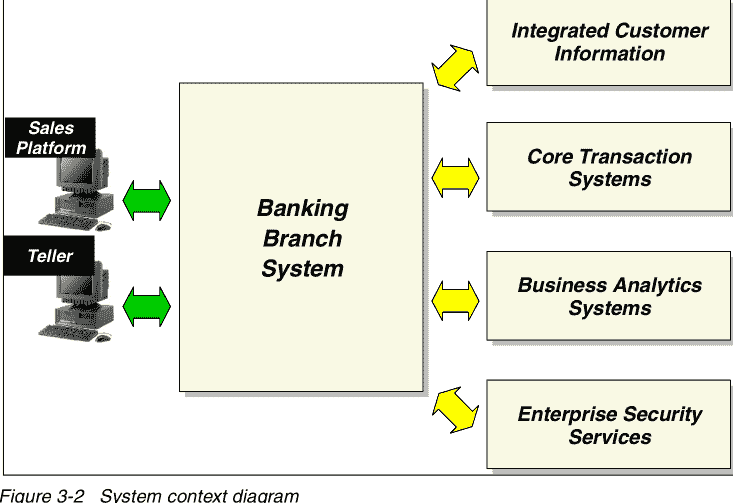 Integrated Customer
Information
Sales
Platform
Core Transaction
Systems
Banking
Branch
System
Teller
Business Analytics
Systems
Enterprise Security
Services
Figure 3-2 System context diagram